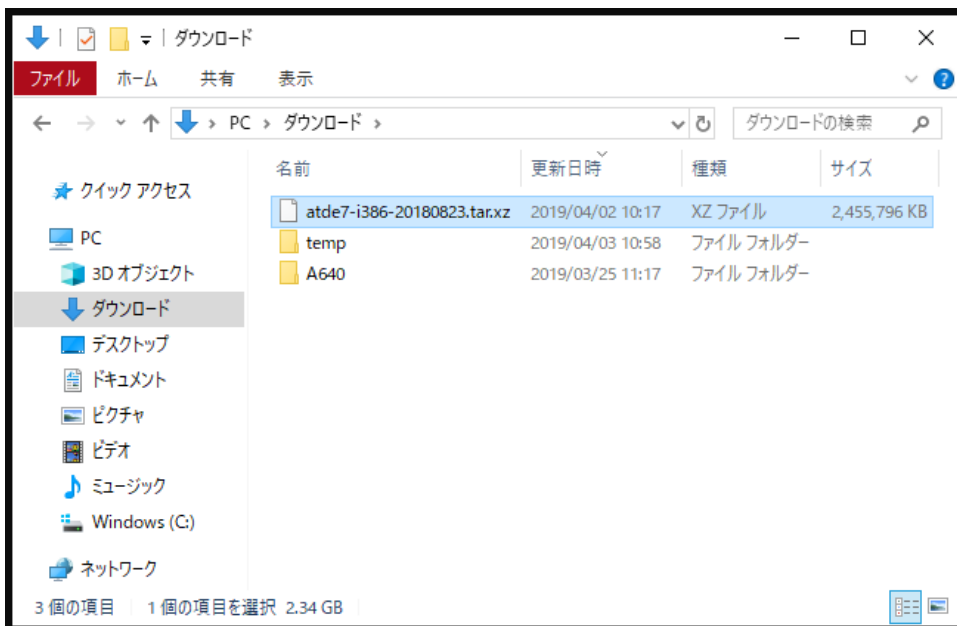 ダウンロード
ファイル ホーム 共有 表示
PC › ダウンロード › ダウンロードの検索
名前 更新日時 種類 サイズ
クイック アクセス
PC
3D オブジェクト
ダウンロード
デスクトップ
ドキュメント
ピクチャ
ビデオ
ミュージック
Windows (C:)
ネットワーク
atde7-i386-20180823.tar.xz 2019/04/02 10:17 XZ ファイル 2,455,796 KB
temp 2019/04/03 10:58 ファイル フォルダー
A640 2019/03/25 11:17 ファイル フォルダー
3 個の項目 1 個の項目を選択 2.34 GB